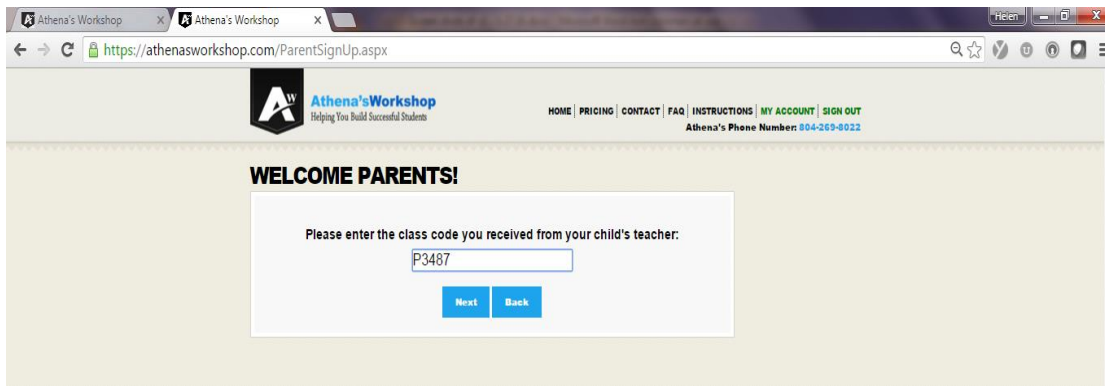 Athena's Workshop
Athena's Workshop
Helen
https://athenasworkshop.com/ParentSignUp.aspx
AW
Athena'sWorkshop
Helping You Build Successful Students
HOME | PRICING | CONTACT | FAQ | INSTRUCTIONS | MY ACCOUNT | SIGN OUT
Athena's Phone Number: 804-269-8022
WELCOME PARENTS!
Please enter the class code you received from your child's teacher:
P3487
Next Back